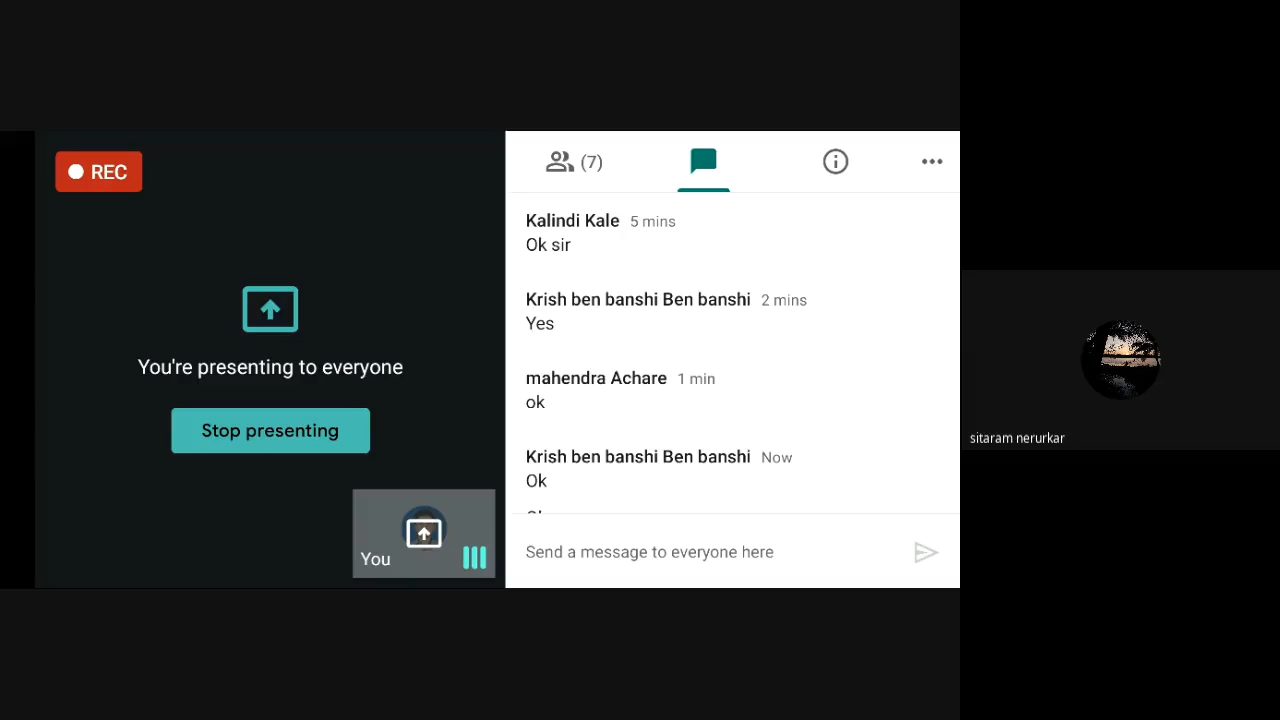 REC
(7)
Kalindi Kale 5 mins
Ok sir
Krish ben banshi Ben banshi 2 mins
Yes
You're presenting to everyone
mahendra Achare 1 min
ok
Stop presenting
Krish ben banshi Ben banshi Now
Ok
You
Send a message to everyone here
sitaram nerurkar